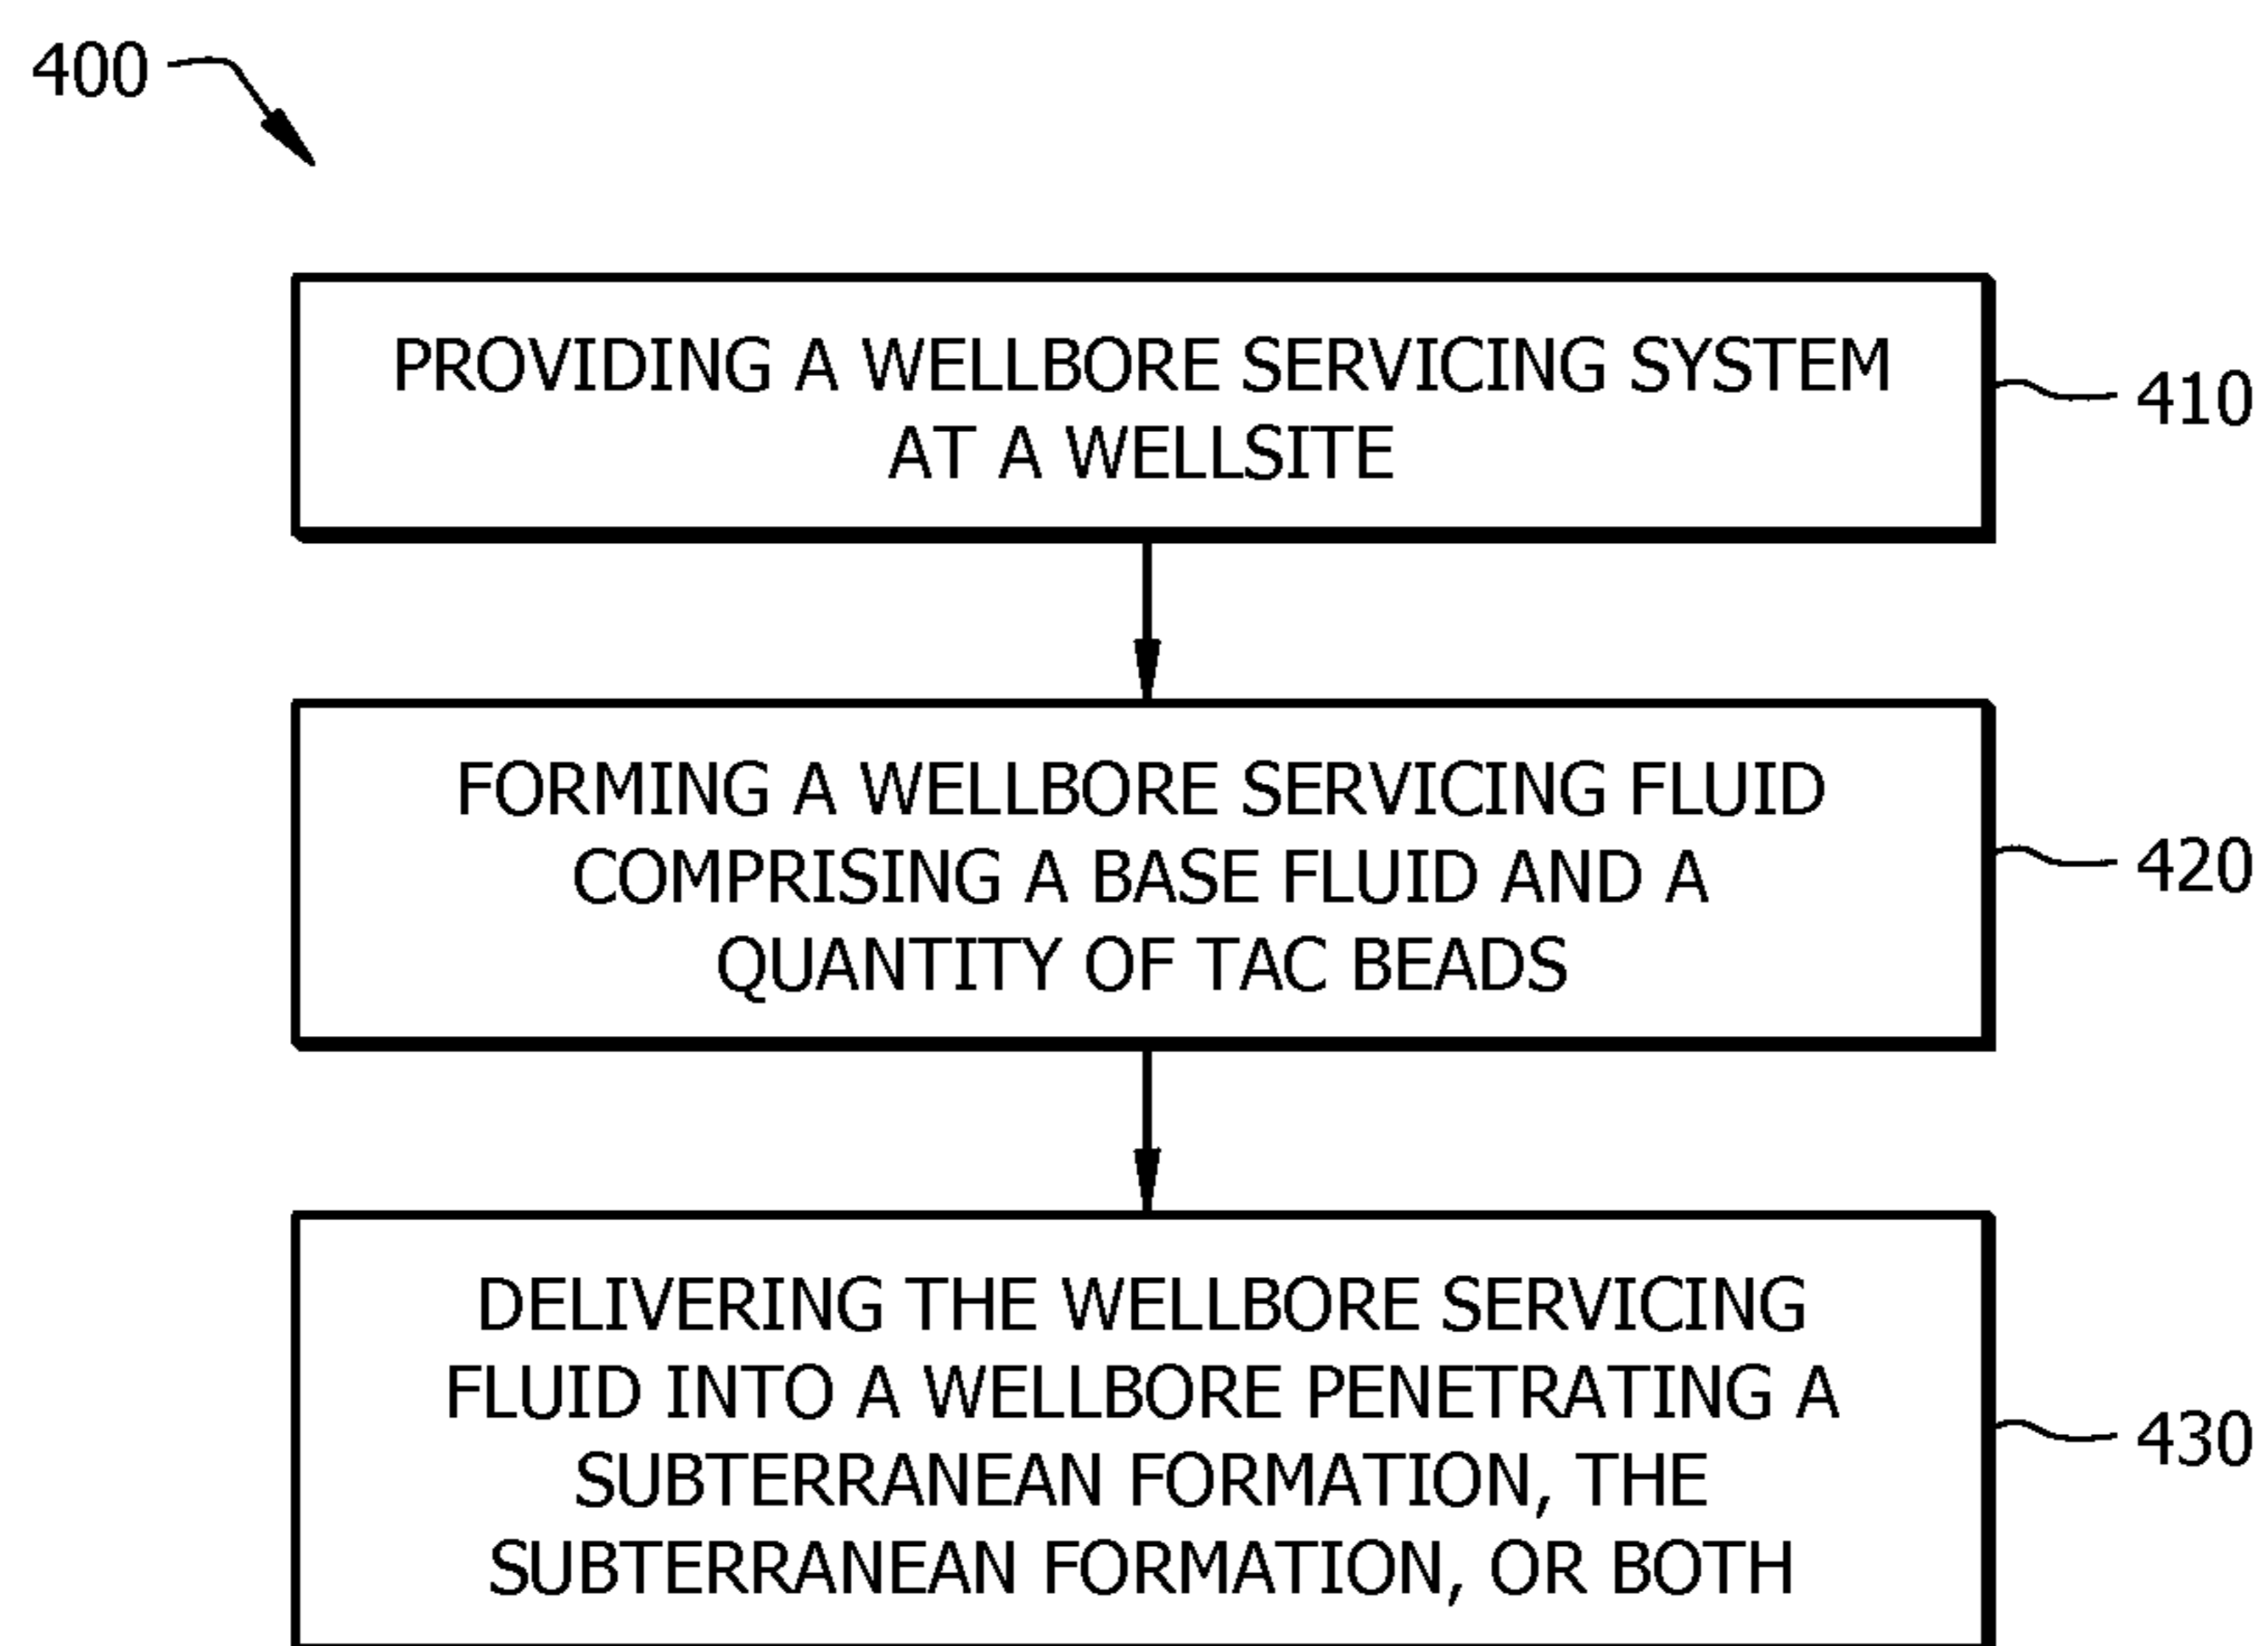 400
PROVIDING A WELLBORE SERVICING SYSTEM
AT A WELLSITE
410
FORMING A WELLBORE SERVICING FLUID
COMPRISING A BASE FLUID AND A
QUANTITY OF TAC BEADS
420
DELIVERING THE WELLBORE SERVICING
FLUID INTO A WELLBORE PENETRATING A
SUBTERRANEAN FORMATION, THE
SUBTERRANEAN FORMATION, OR BOTH
430